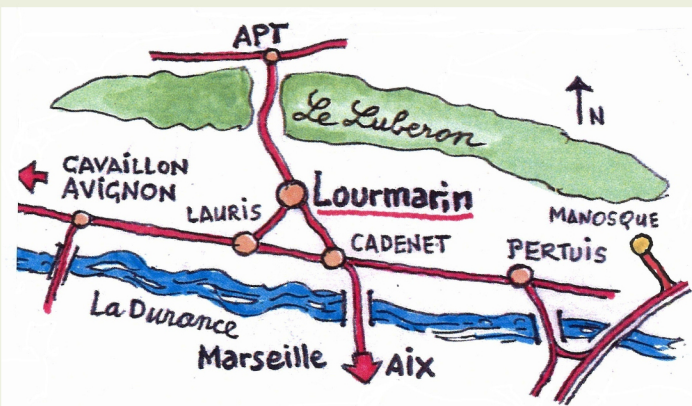 APT
Le Luberon
N
CAVAILLON
AVIGNON
LAURIS
Lourmarin
MANOSQUE
CADENET
PERTUIS
La Durance
Marseille
Aix